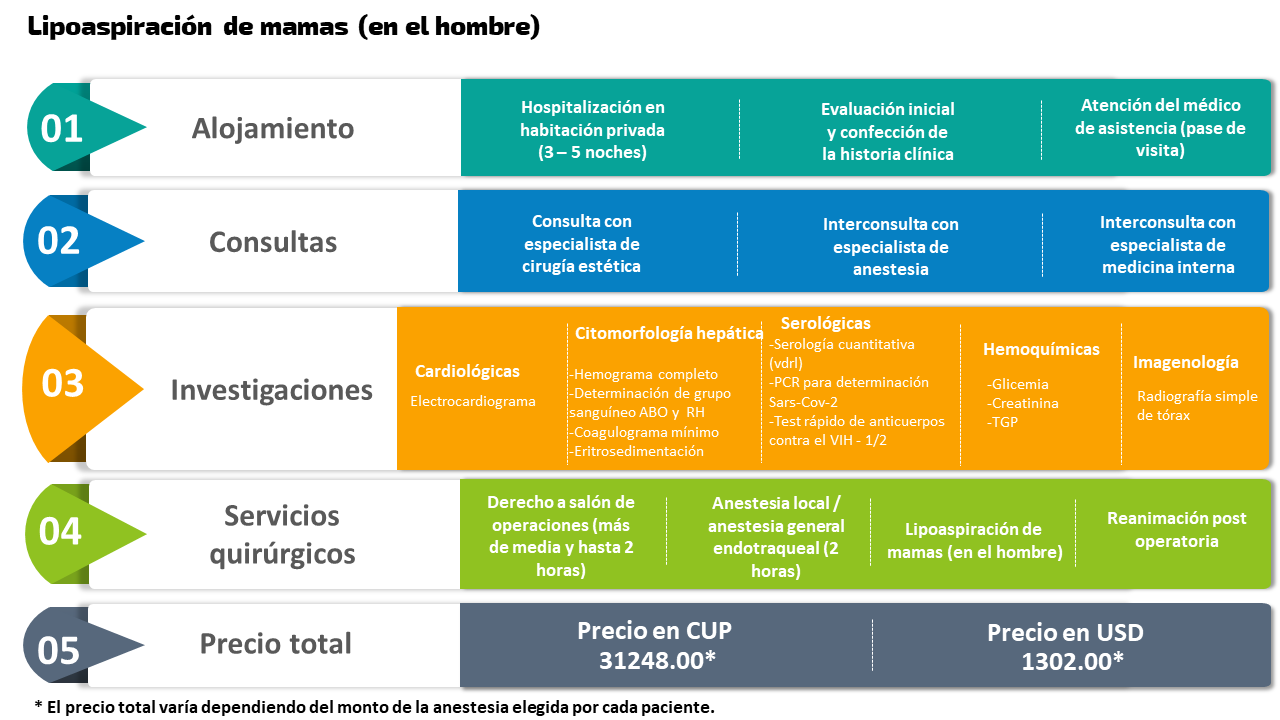 Lipoaspiración de mamas (en el hombre)
01
Alojamiento
Hospitalización en
habitación privada
(3 – 5 noches)
Evaluación inicial
y confección de
la historia clínica
Atención del médico
de asistencia (pase de
visita)
02
Consultas
Consulta con
especialista de
cirugía estética
Interconsulta con
especialista de
anestesia
Interconsulta con
especialista de
medicina interna
03
Investigaciones
Cardiológicas
Electrocardiograma
Citomorfología hepática
-Hemograma completo
-Determinación de grupo
sanguíneo ABO y RH
-Coagulograma mínimo
-Eritrosedimentación
Serológicas
-Serología cuantitativa
(vdrl)
-PCR para determinación
Sars-Cov-2
-Test rápido de anticuerpos
contra el VIH - 1/2
Hemoquímicas
-Glicemia
-Creatinina
-TGP
Imagenología
Radiografía simple
de tórax
04
Servicios
quirúrgicos
Derecho a salón de
operaciones (más
de media y hasta 2
horas)
Anestesia local /
anestesia general
endotraqueal (2
horas)
Lipoaspiración de
mamas (en el hombre)
Reanimación post
operatoria
05
Precio total
Precio en CUP
31248.00*
Precio en USD
1302.00*
* El precio total varía dependiendo del monto de la anestesia elegida por cada paciente.